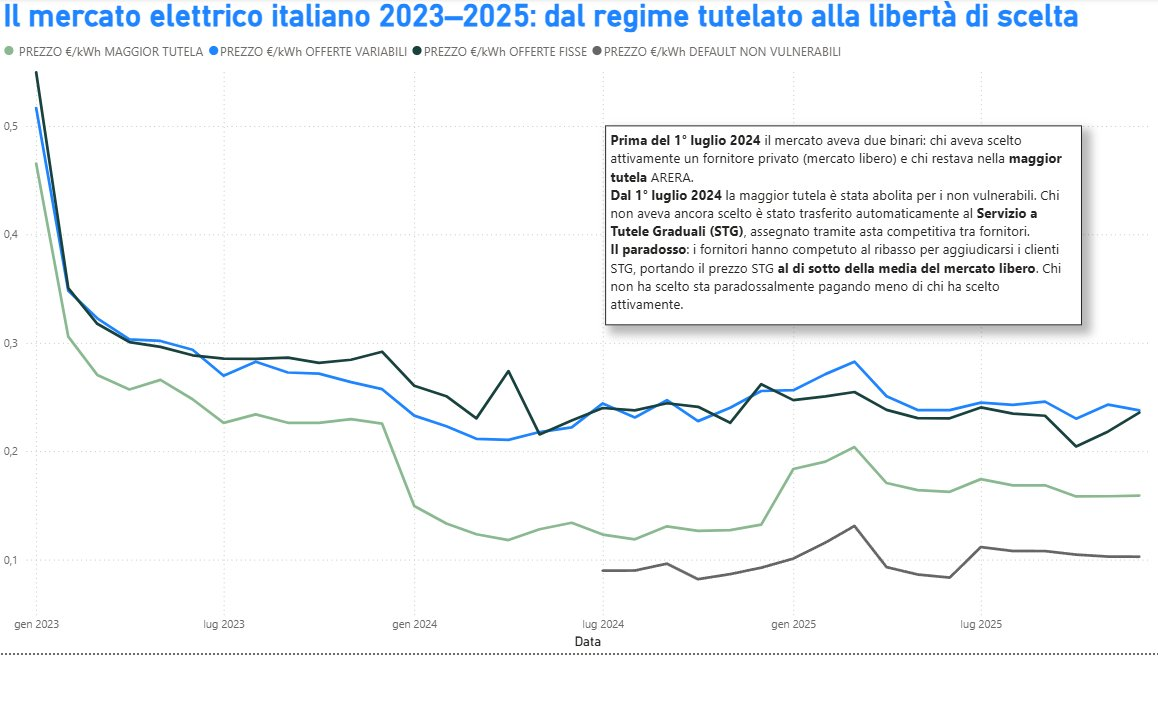 Il mercato elettrico italiano 2023–2025: dal regime tutelato alla libertà di scelta
PREZZO €/kWh MAGGIOR TUTELA PREZZO €/kWh OFFERTE VARIABILI PREZZO €/kWh OFFERTE FISSE PREZZO €/kWh DEFAULT NON VULNERABILI
0,5
0,4
0,3
0,2
0,1
Prima del 1° luglio 2024 il mercato aveva due binari: chi aveva scelto
attivamente un fornitore privato (mercato libero) e chi restava nella maggior
tutela ARERA.
Dal 1° luglio 2024 la maggior tutela è stata abolita per i non vulnerabili. Chi
non aveva ancora scelto è stato trasferito automaticamente al Servizio a
Tutele Graduali (STG), assegnato tramite asta competitiva tra fornitori.
Il paradosso: i fornitori hanno competuto al ribasso per aggiudicarsi i clienti
STG, portando il prezzo STG al di sotto della media del mercato libero. Chi
non ha scelto sta paradossalmente pagando meno di chi ha scelto
attivamente.
gen 2023 lug 2023 gen 2024 lug 2024 gen 2025 lug 2025
Data